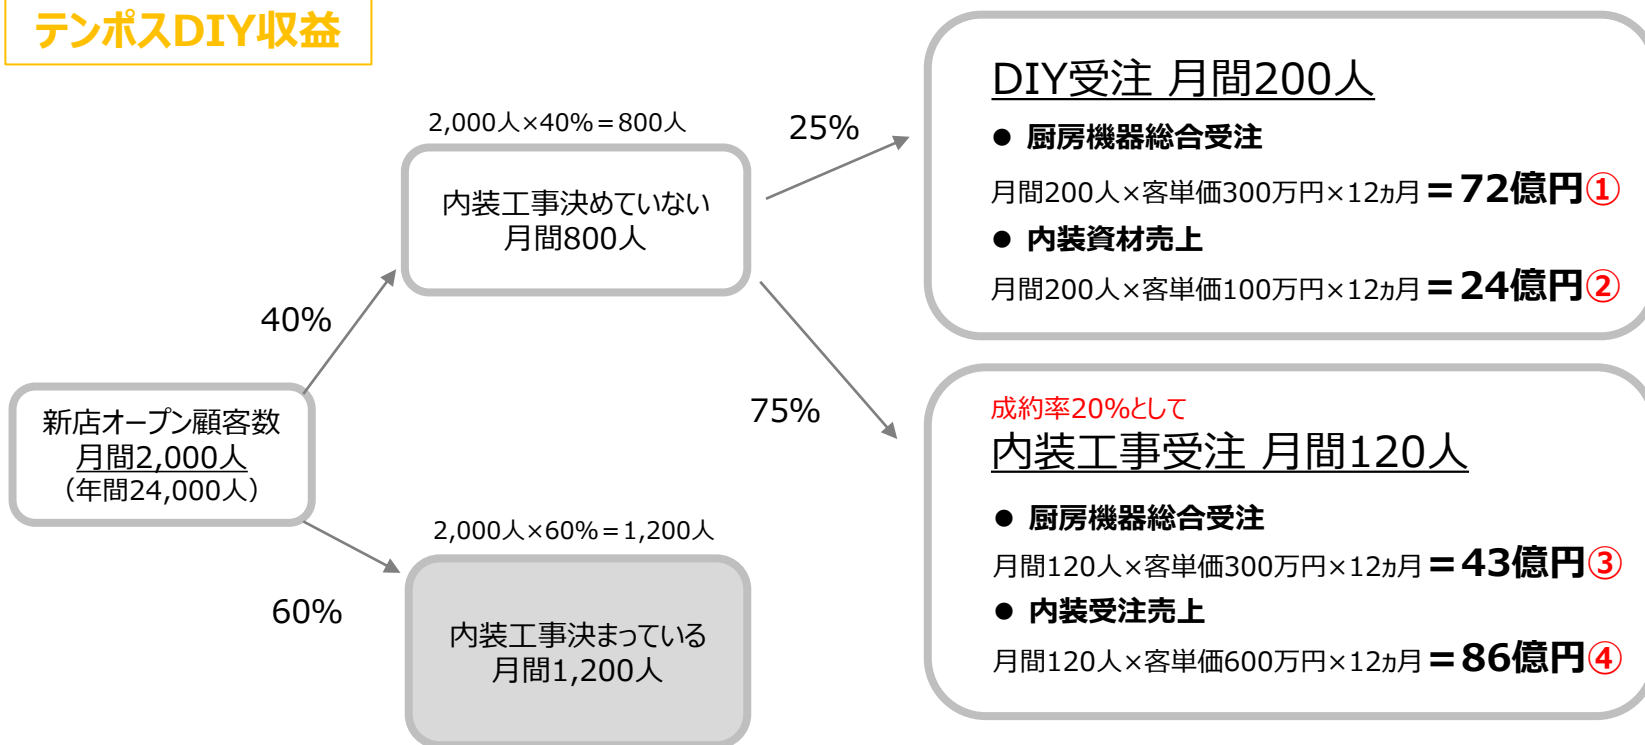 テンポスDIY収益
2,000人×40%＝800人
25%
内装工事決めていない
月間800人
40%
75%
新店オープン顧客数
月間2,000人
（年間24,000人）
60%
2,000人×60%＝1,200人
内装工事決まっている
月間1,200人
DIY受注 月間200人
● 厨房機器総合受注
月間200人×客単価300万円×12ヵ月＝72億円①
● 内装資材売上
月間200人×客単価100万円×12ヵ月＝24億円②
成約率20%として
内装工事受注 月間120人
● 厨房機器総合受注
月間120人×客単価300万円×12ヵ月＝43億円③
● 内装受注売上
月間120人×客単価600万円×12ヵ月＝86億円④